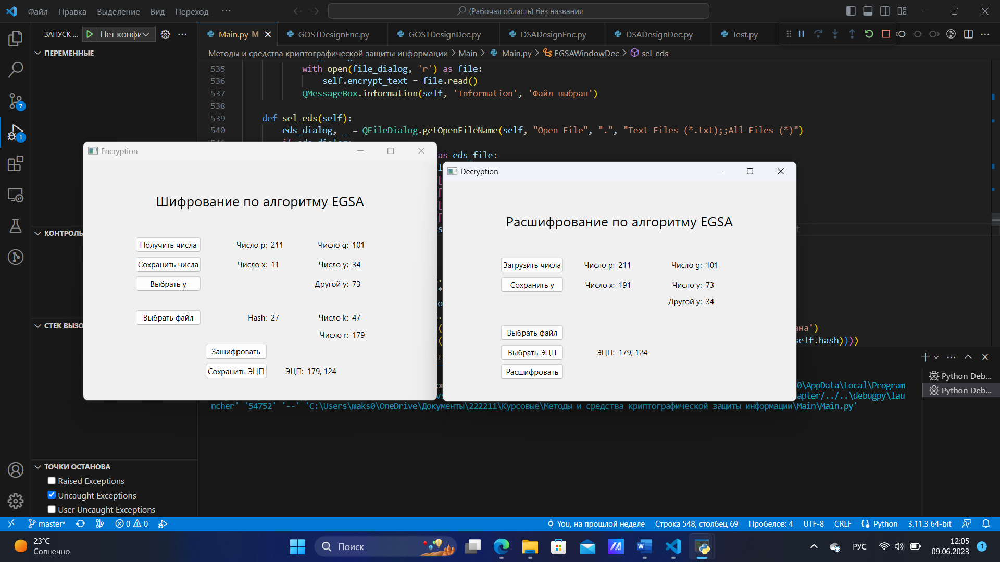 Файл Правка Выделение Вид Переход ··· (Рабочая область) без названия
ЗАПУСК ... Нет конфи
Main.py M GOSTDesignEnc.py GOSTDesignDec.py DSADesignEnc.py DSADesignDec.py Test.py
ПЕРЕМЕННЫЕ
Методы и средства криптографической защиты информации > Main > Main.py > EGSAWindowDec > sel_eds
535 with open(file_dialog, 'r') as file:
536 self.encrypt_text = file.read()
537 QMessageBox.information(self, 'Information', 'Файл выбран')
538
539 def sel_eds(self):
540 eds_dialog, _ = QFileDialog.getOpenFileName(self, "Open File", ".", "Text Files (*.txt);;All Files (*)")
as eds_file:
Encryption
Шифрование по алгоритму EGSA
Получить числа Число p: 211 Число g: 101
Сохранить числа Число x: 11 Число y: 34
Выбрать y Другой y: 73
Выбрать файл Hash: 27 Число k: 47
Число r: 179
Зашифровать
Сохранить ЭЦП ЭЦП: 179, 124
Decryption
Расшифрование по алгоритму EGSA
Загрузить числа Число p: 211 Число g: 101
Сохранить y Число x: 191 Число y: 73
Другой y: 34
Выбрать файл
Выбрать ЭЦП ЭЦП: 179, 124
Расшифровать
КОНТРОЛЬ
СТЕК ВЫЗО
ана')
self.hash))))
Python Deb...
0\AppData\Local\Program
Python Deb...
apter/../..\debugpy\lau
ncher' '54752' '--' 'C:\Users\maks0\OneDrive\Документы\222211\Курсовые\Методы и средства криптографической защиты информации\Main\Main.py'
ТОЧКИ ОСТАНОВА
Raised Exceptions
Uncaught Exceptions
User Uncaught Exceptions
7
1
master* 0 0 You, на прошлой неделе Строка 548, столбец 69 Пробелов: 4 UTF-8 CRLF Python 3.11.3 64-bit
23°C
Солнечно
Поиск
РУС
12:05
09.06.2023
1